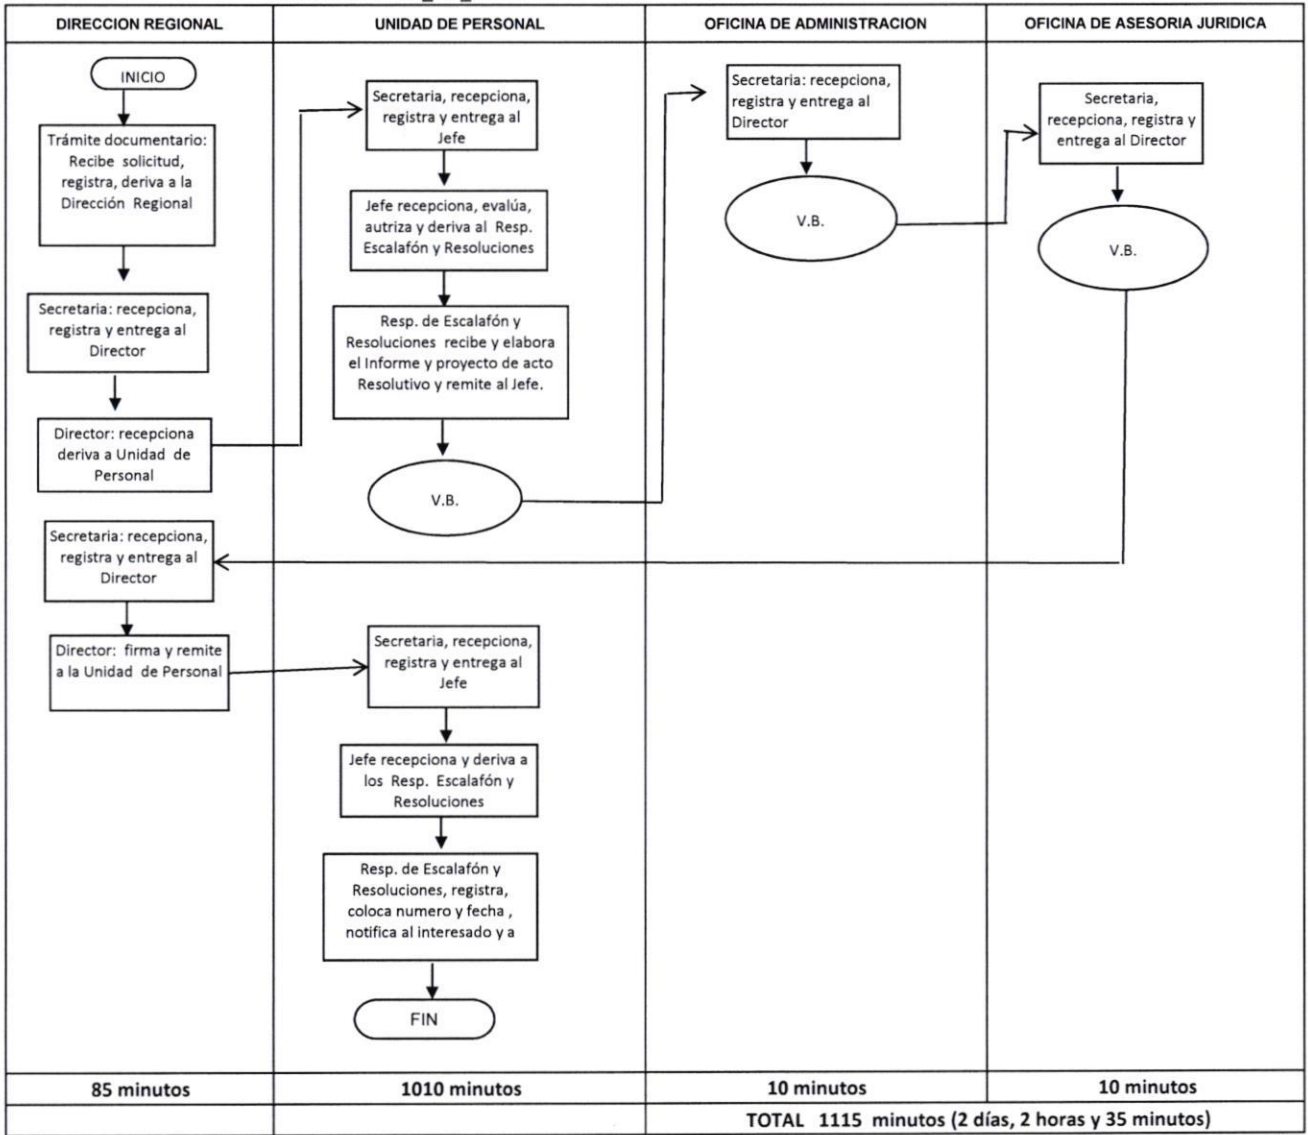 DIRECCION REGIONAL
UNIDAD DE PERSONAL
OFICINA DE ADMINISTRACION
OFICINA DE ASESORIA JURIDICA
INICIO
Trámite documentario:
Recibe solicitud,
registra, deriva a la
Dirección Regional
Secretaria: recepciona,
registra y entrega al
Director
Director: recepciona
deriva a Unidad de
Personal
Secretaria, recepciona,
registra y entrega al
Jefe
Jefe recepciona, evalúa,
autriza y deriva al Resp.
Escalafón y Resoluciones
Resp. de Escalafón y
Resoluciones recibe y elabora
el Informe y proyecto de acto
Resolutivo y remite al Jefe.
V.B.
Secretaria: recepciona,
registra y entrega al
Director
V.B.
Secretaria,
recepciona, registra y
entrega al Director
V.B.
Secretaria: recepciona,
registra y entrega al
Director
Director: firma y remite
a la Unidad de Personal
Secretaria, recepciona,
registra y entrega al
Jefe
Jefe recepciona y deriva a
los Resp. Escalafón y
Resoluciones
Resp. de Escalafón y
Resoluciones, registra,
coloca numero y fecha ,
notifica al interesado y a
FIN
85 minutos
1010 minutos
10 minutos
10 minutos
TOTAL 1115 minutos (2 días, 2 horas y 35 minutos)